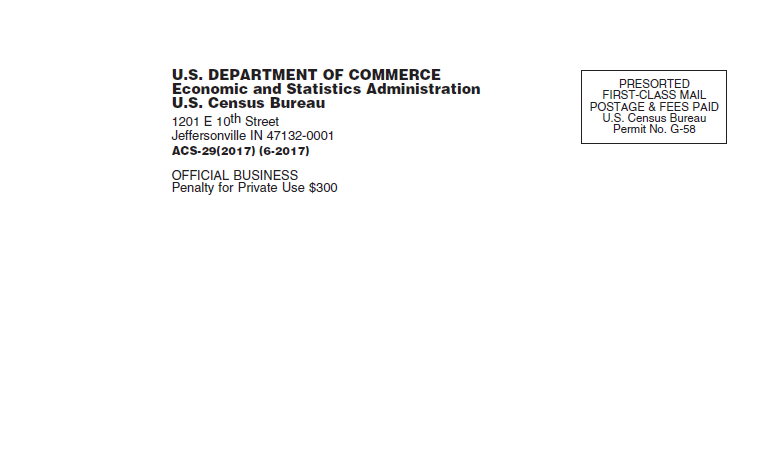 U.S. DEPARTMENT OF COMMERCE
Economic and Statistics Administration
U.S. Census Bureau
1201 E 10th Street
Jeffersonville IN 47132-0001
ACS-29(2017) (6-2017)
OFFICIAL BUSINESS
Penalty for Private Use $300
PRESORTED
FIRST-CLASS MAIL
POSTAGE & FEES PAID
U.S. Census Bureau
Permit No. G-58